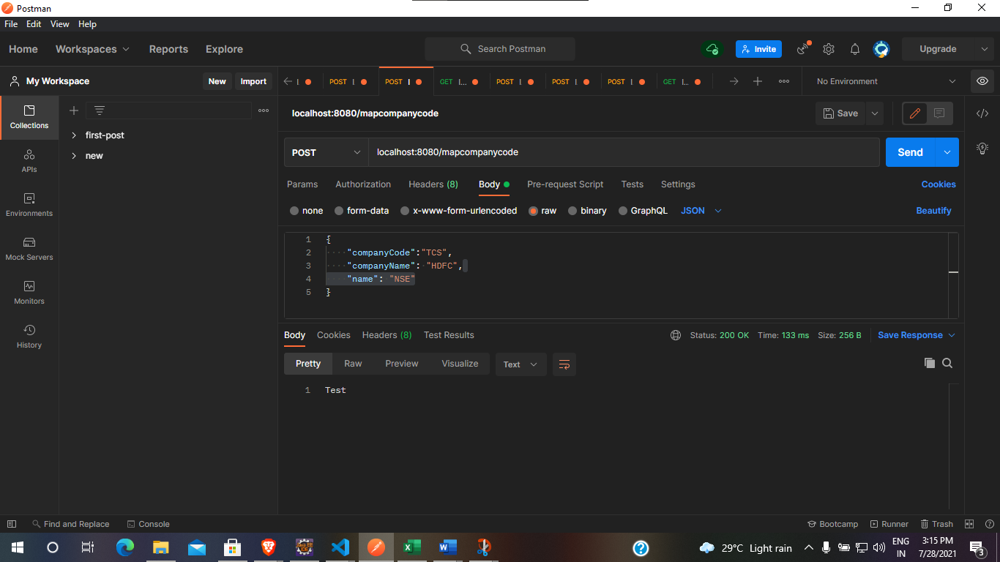 Postman
File Edit View Help
Home Workspaces Reports Explore Search Postman Invite Upgrade
My Workspace New Import POST POST GET POST POST POST GET No Environment
localhost:8080/mapcompanycode Save
Collections
first-post
new
POST localhost:8080/mapcompanycode Send
APIs
Params Authorization Headers (8) Body Pre-request Script Tests Settings Cookies
Environments
none form-data x-www-form-urlencoded raw binary GraphQL JSON Beautify
1 {
2 "companyCode":"TCS",
3 "companyName": "HDFC",
4 "name": "NSE"
5 }
Mock Servers
Monitors
History
Body Cookies Headers (8) Test Results Status: 200 OK Time: 133 ms Size: 256 B Save Response
Pretty Raw Preview Visualize Text
1 Test
Find and Replace Console Bootcamp Runner Trash
29°C Light rain ENG
IN
3:15 PM
7/28/2021
3